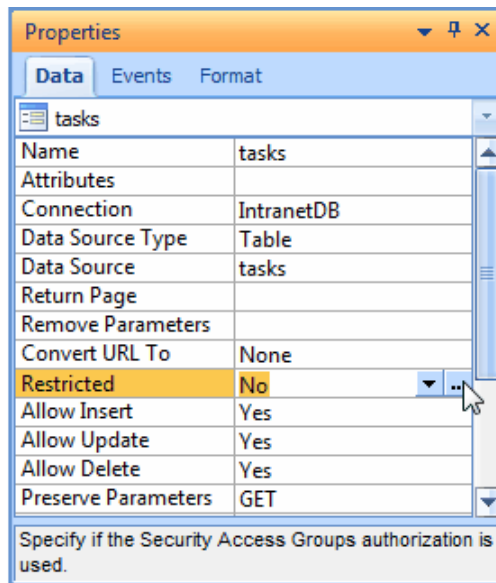 Properties
Data Events Format
tasks
Name tasks
Attributes
Connection IntranetDB
Data Source Type Table
Data Source tasks
Return Page
Remove Parameters
Convert URL To None
Restricted No ...
Allow Insert Yes
Allow Update Yes
Allow Delete Yes
Preserve Parameters GET
Specify if the Security Access Groups authorization is
used.